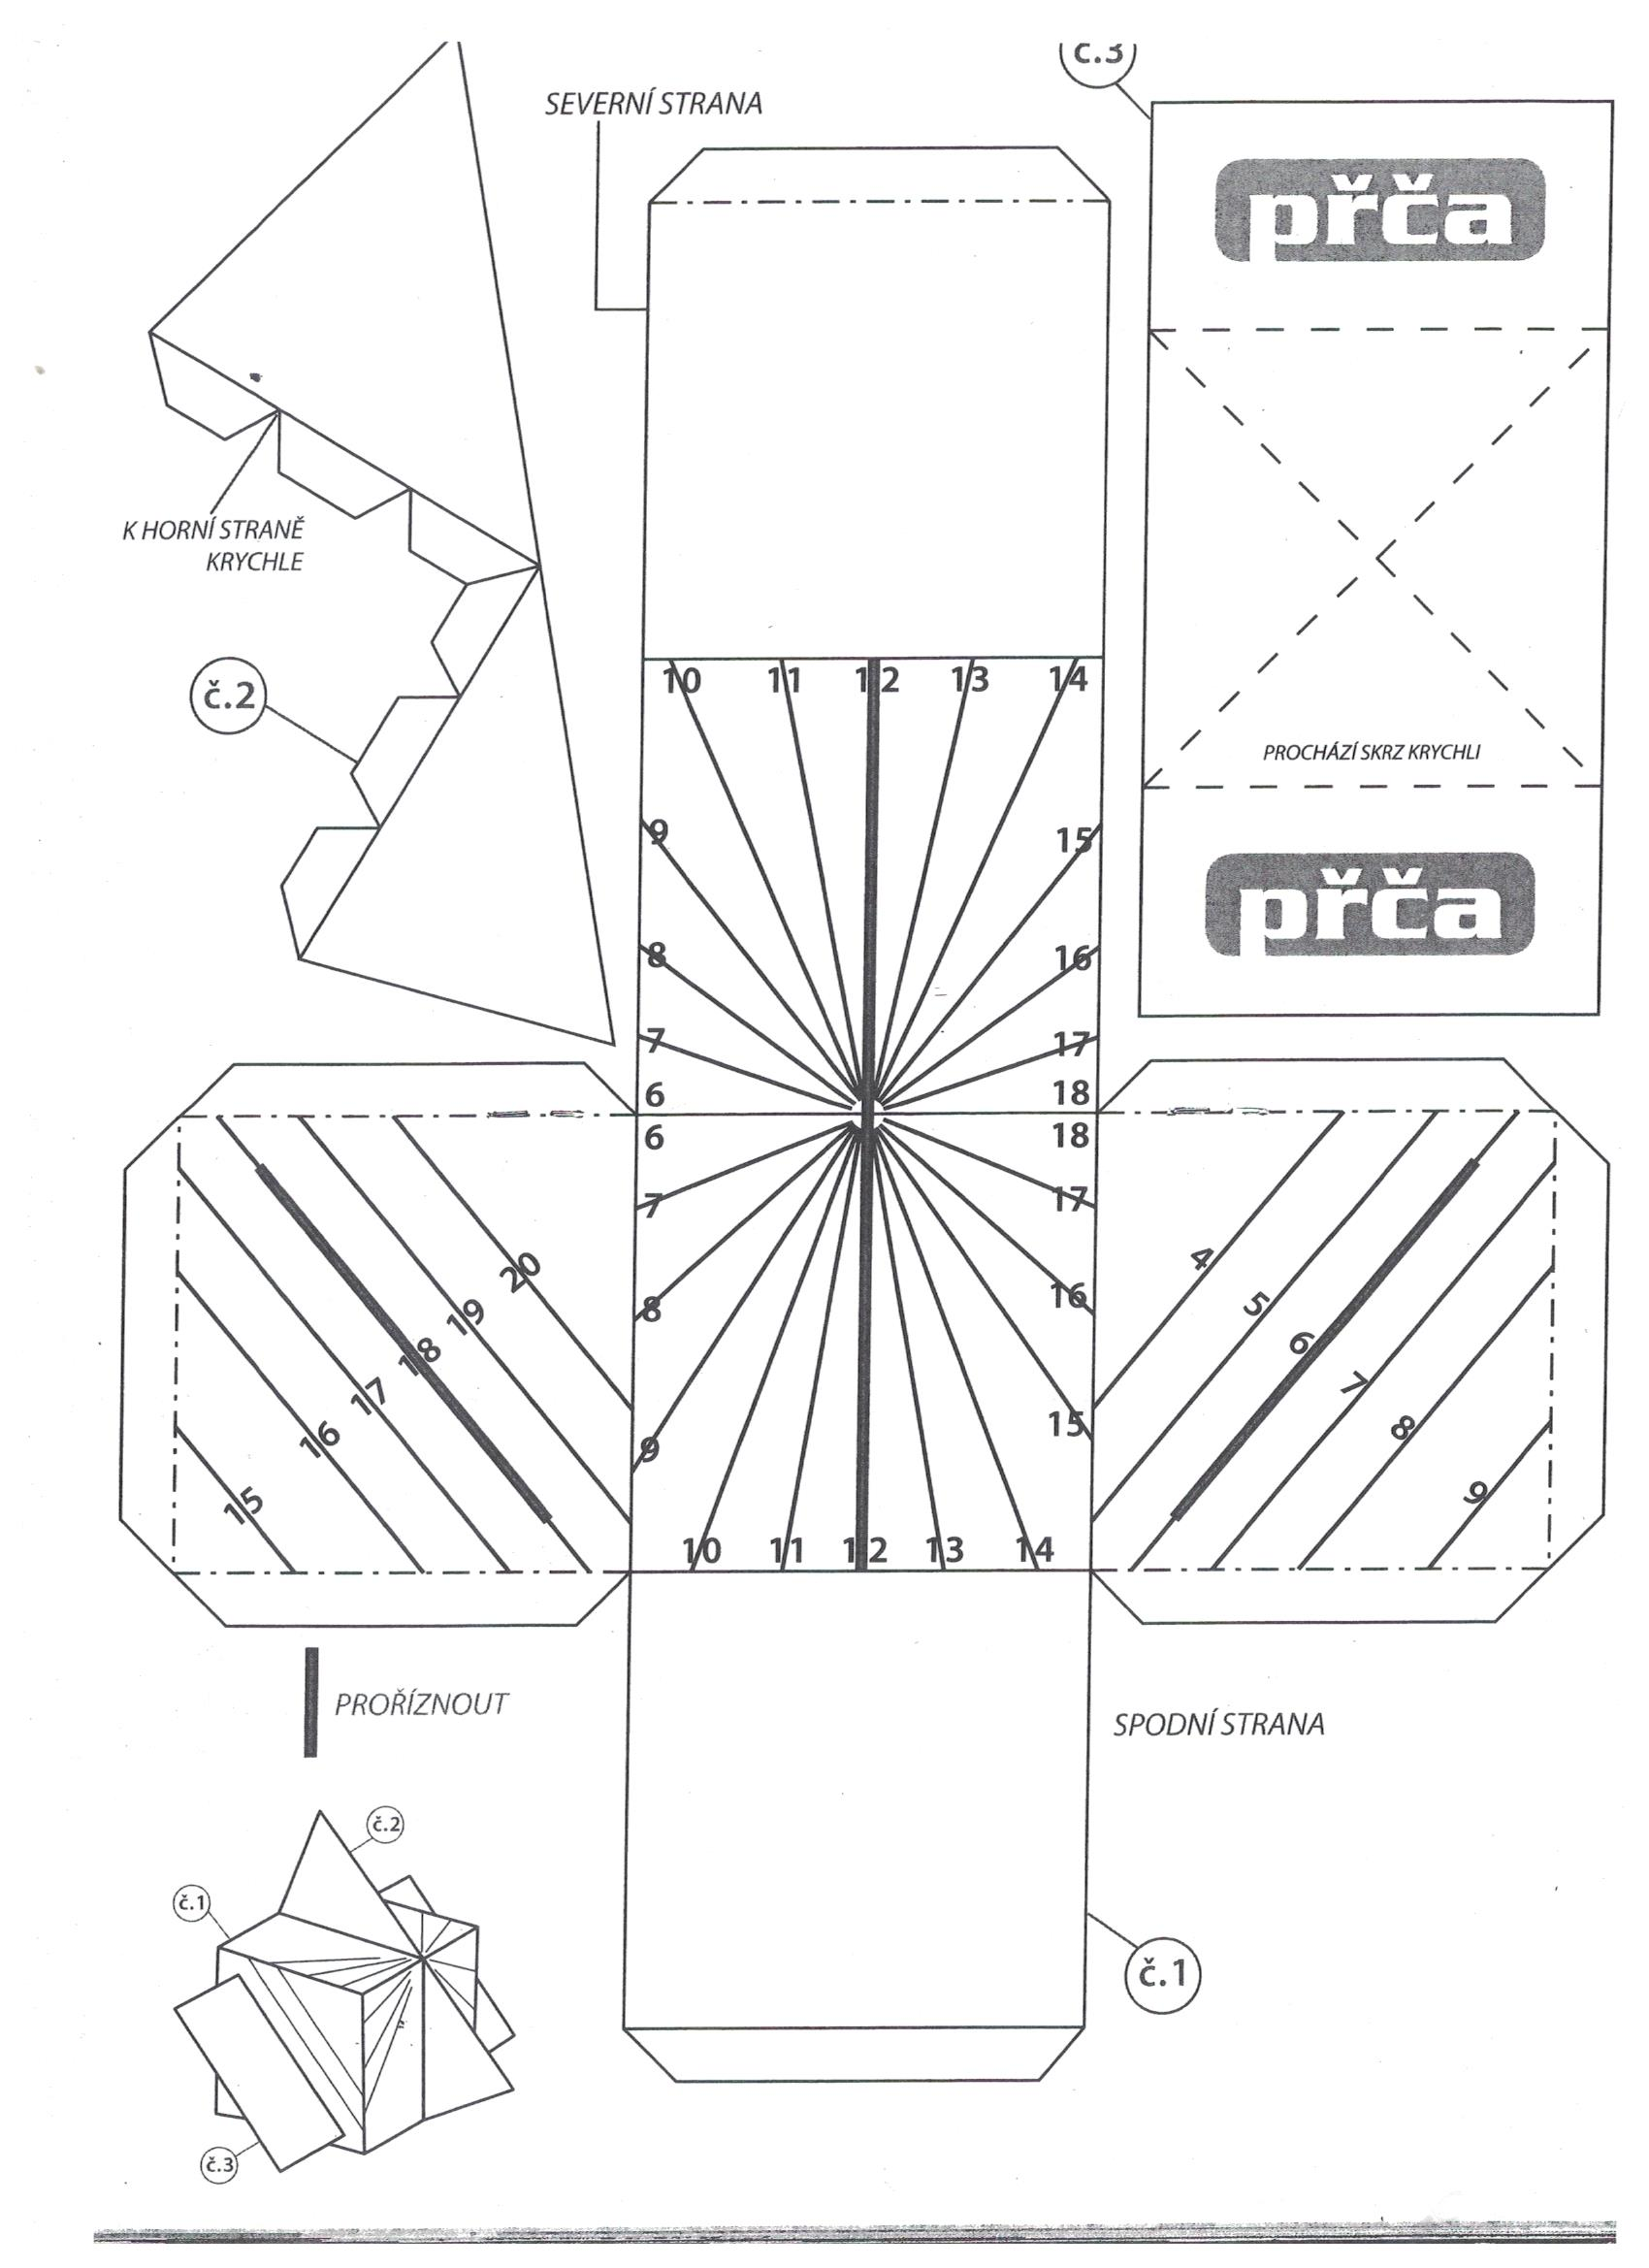 č.3
SEVERNÍ STRANA
přča
K HORNÍ STRANĚ
KRYCHLE
č.2
10 11 12 13 14
9 15
8 16
7 17
6 18
PROCHÁZÍ SKRZ KRYCHLI
přča
6 18
7 17
8 16
9 15
10 11 12 13 14
20
19
18
17
16
15
4
5
6
7
8
9
PROŘÍZNOUT
SPODNÍ STRANA
č.1
č.2
č.1
č.3